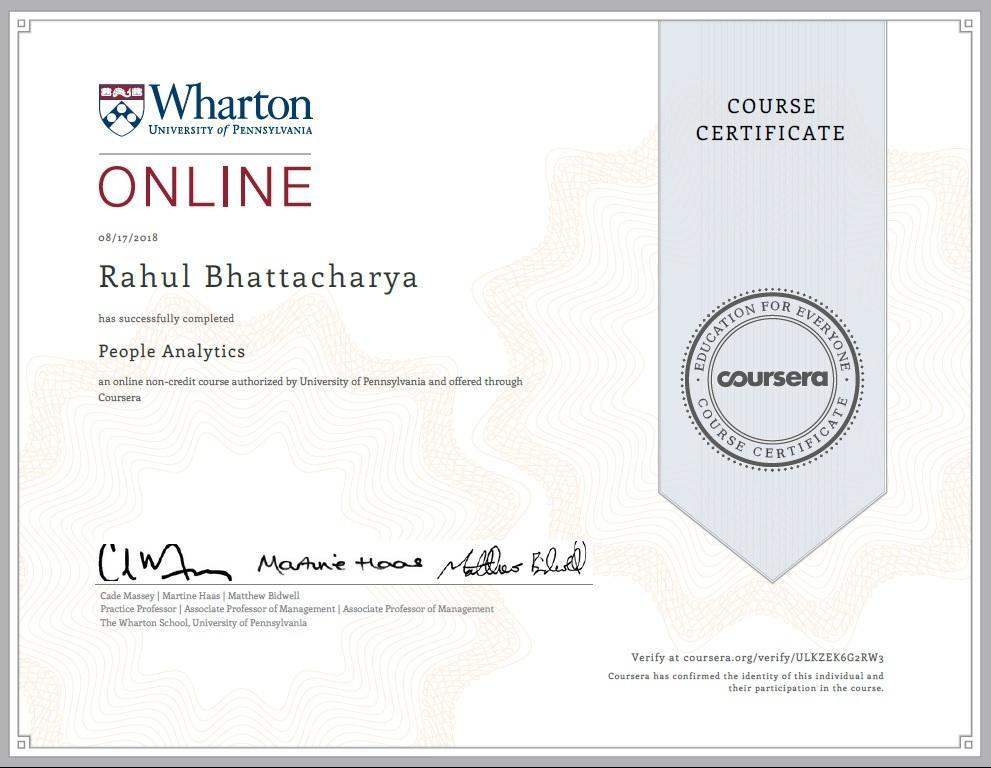 Wharton
UNIVERSITY of PENNSYLVANIA
ONLINE
08/17/2018
Rahul Bhattacharya
has successfully completed
People Analytics
an online non-credit course authorized by University of Pennsylvania and offered through
Coursera
Martine Haas
Matthew Bidwell
Cade Massey | Martine Haas | Matthew Bidwell
Practice Professor | Associate Professor of Management | Associate Professor of Management
The Wharton School, University of Pennsylvania
COURSE
CERTIFICATE
EDUCATION FOR EVERYONE
coursera
COURSE CERTIFICATE
Verify at coursera.org/verify/ULKZEK6G2RW3
Coursera has confirmed the identity of this individual and
their participation in the course.